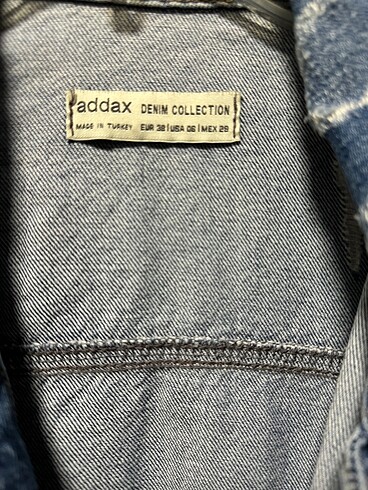 addax DENIM COLLECTION
MADE IN TURKEY EUR 38 | USA 06 | MEX 28